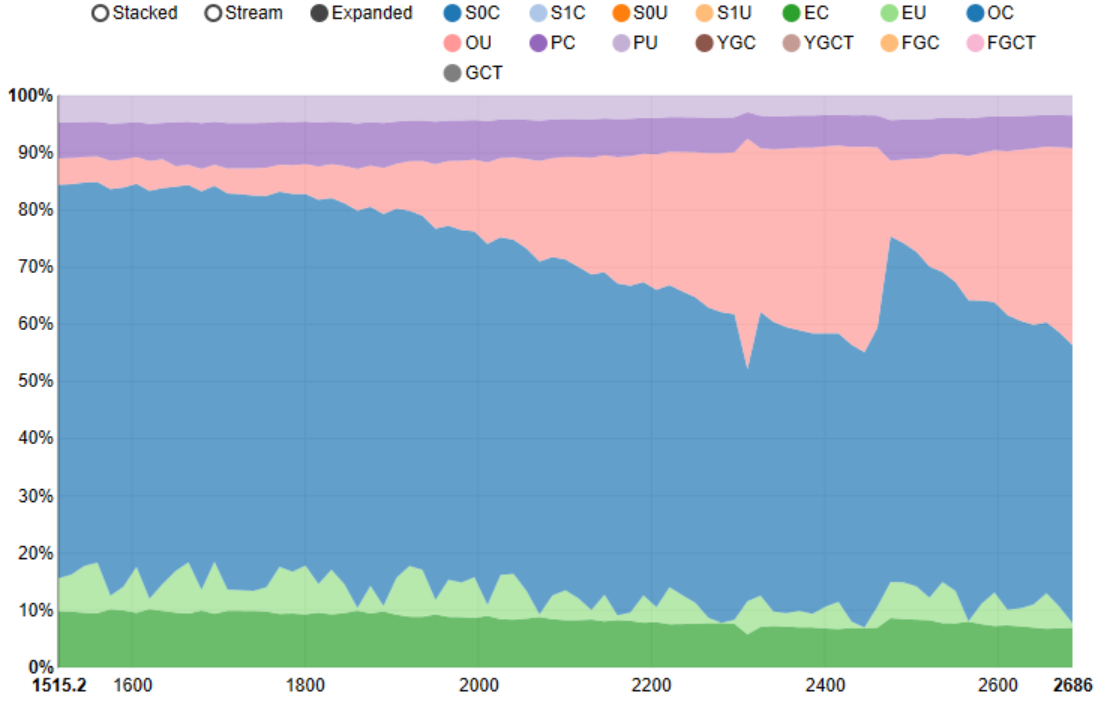 Stacked Stream Expanded S0C S1C S0U S1U EC EU OC
OU PC PU YGC YGCT FGC FGCT
GCT
100%
90%
80%
70%
60%
50%
40%
30%
20%
10%
0%
1515.2 1600 1800 2000 2200 2400 2600 2686